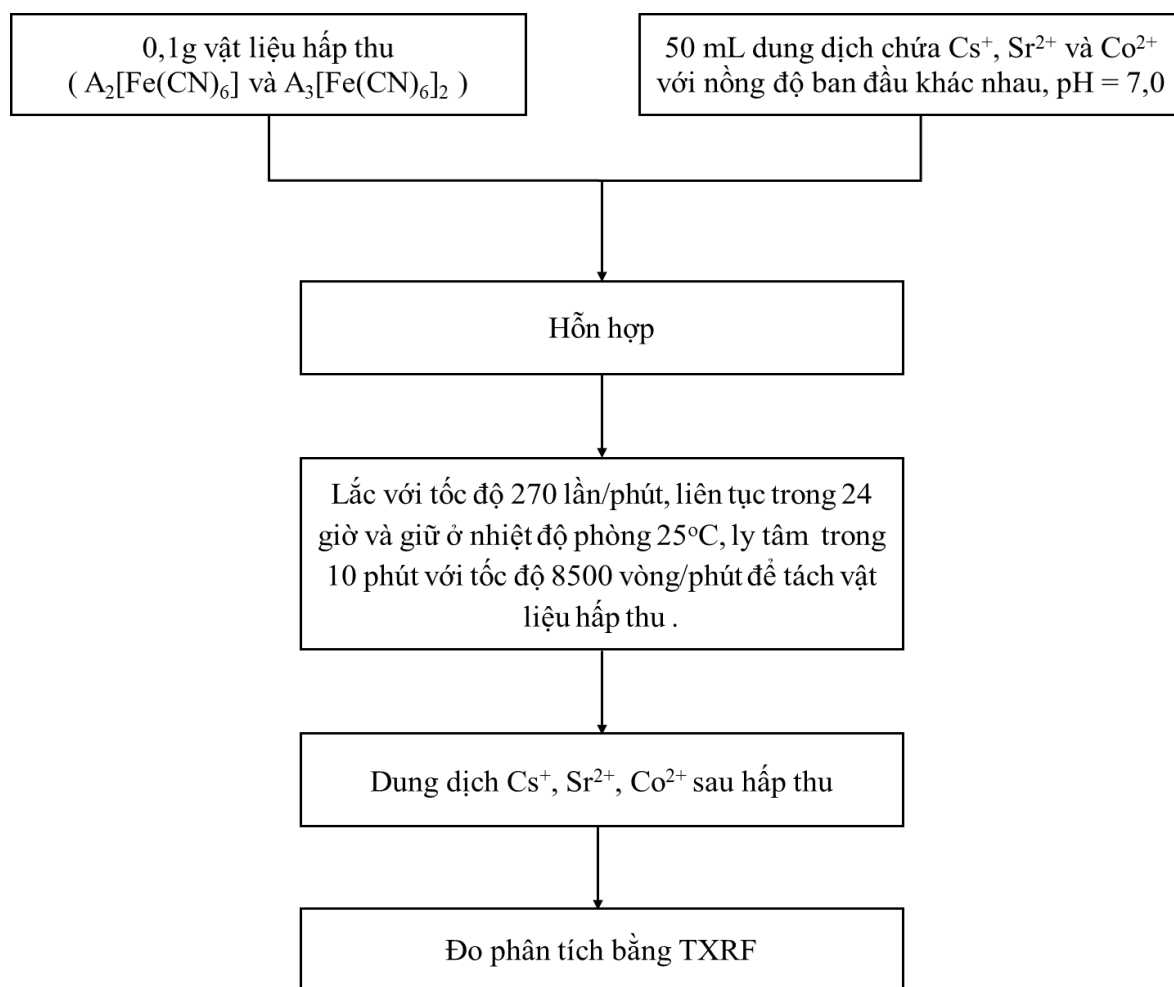 0,1g vật liệu hấp thu
( A₂[Fe(CN)₆] và A₃[Fe(CN)₆]₂ )
50 mL dung dịch chứa Cs⁺, Sr²⁺ và Co²⁺
với nồng độ ban đầu khác nhau, pH = 7,0
Hỗn hợp
Lắc với tốc độ 270 lần/phút, liên tục trong 24
giờ và giữ ở nhiệt độ phòng 25°C, ly tâm trong
10 phút với tốc độ 8500 vòng/phút để tách vật
liệu hấp thu .
Dung dịch Cs⁺, Sr²⁺, Co²⁺ sau hấp thu
Đo phân tích bằng TXRF